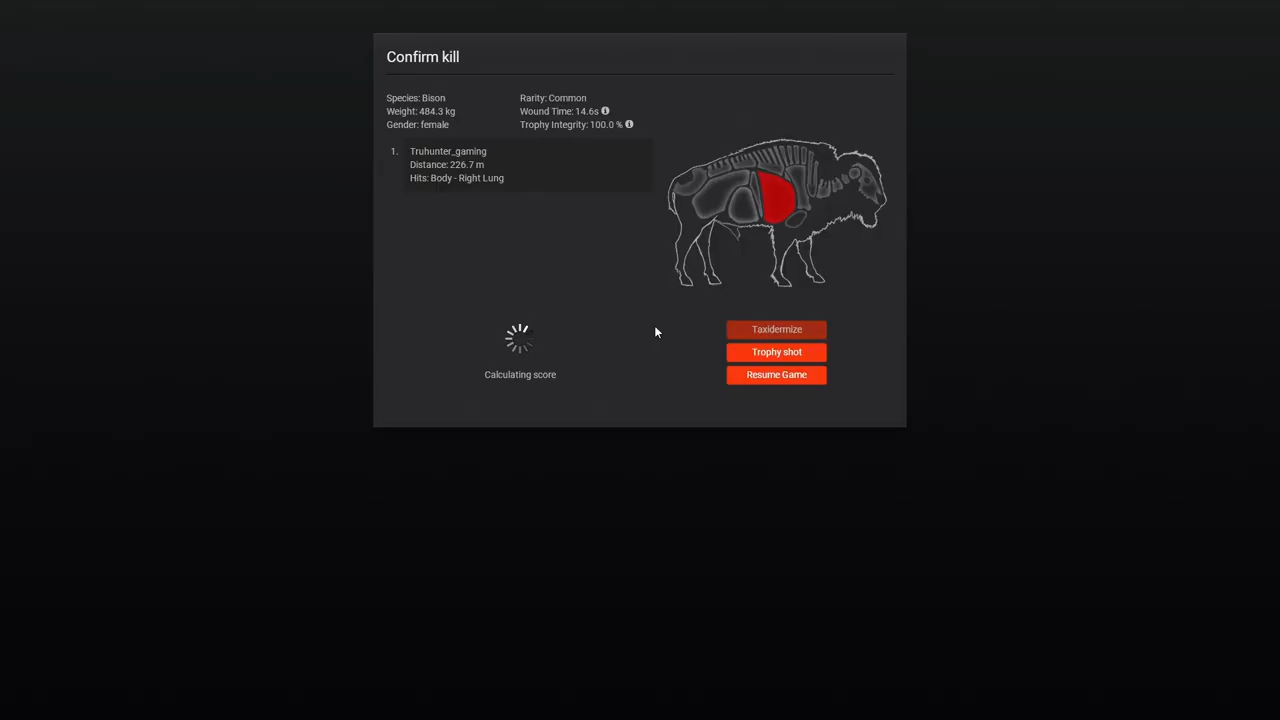 Confirm kill
Species: Bison
Weight: 484.3 kg
Gender: female
Rarity: Common
Wound Time: 14.6s
Trophy Integrity: 100.0 %
1.
Truhunter_gaming
Distance: 226.7 m
Hits: Body - Right Lung
Calculating score
Taxidermize
Trophy shot
Resume Game